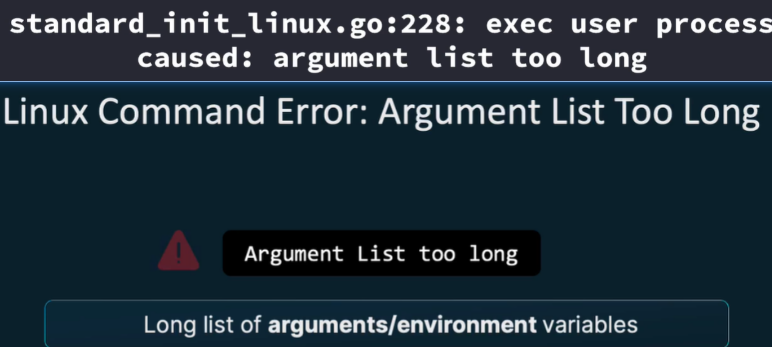 standard_init_linux.go:228: exec user process
caused: argument list too long
Linux Command Error: Argument List Too Long
Argument List too long
Long list of arguments/environment variables